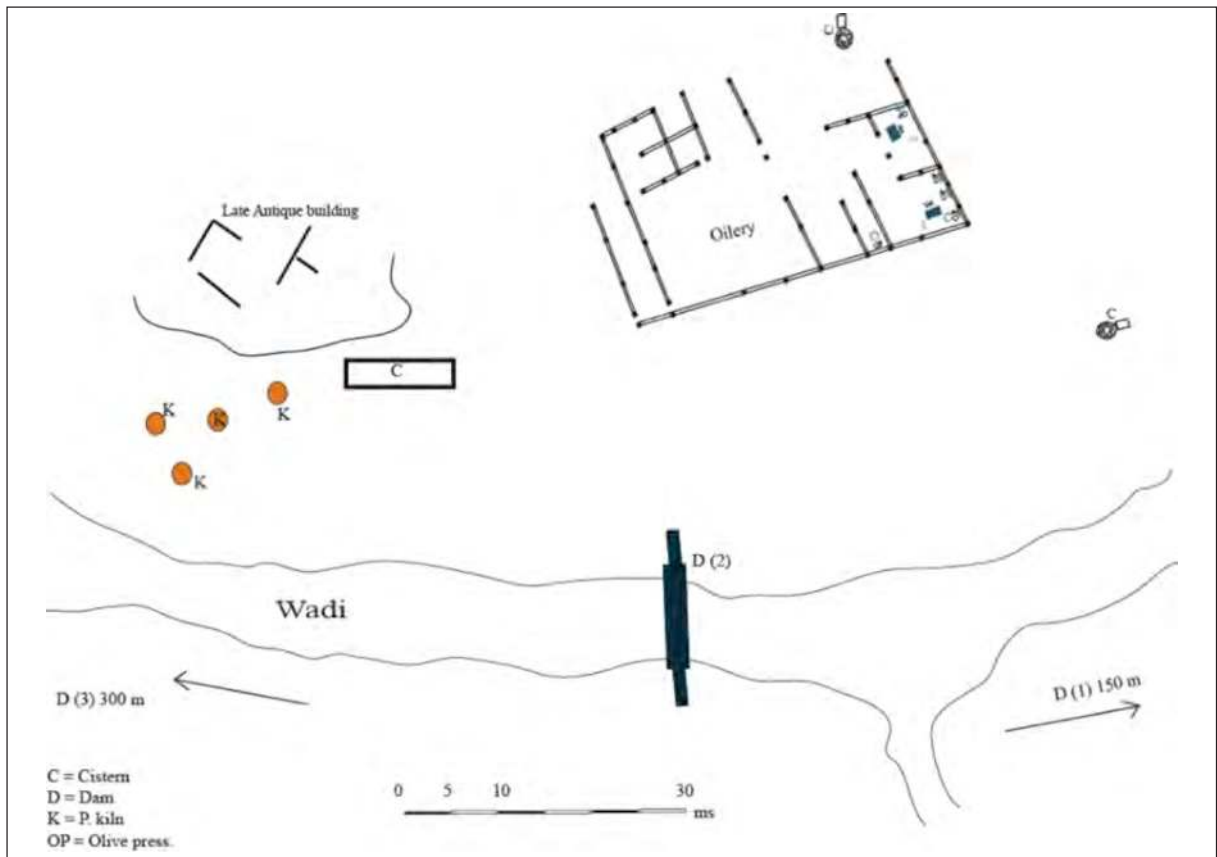 C
Late Antique building
Oilery
C
C
K
K
K
K
D (2)
Wadi
D (3) 300 m
D (1) 150 m
C = Cistern
D = Dam
K = P. kiln
OP = Olive press.
0 5 10 30
ms